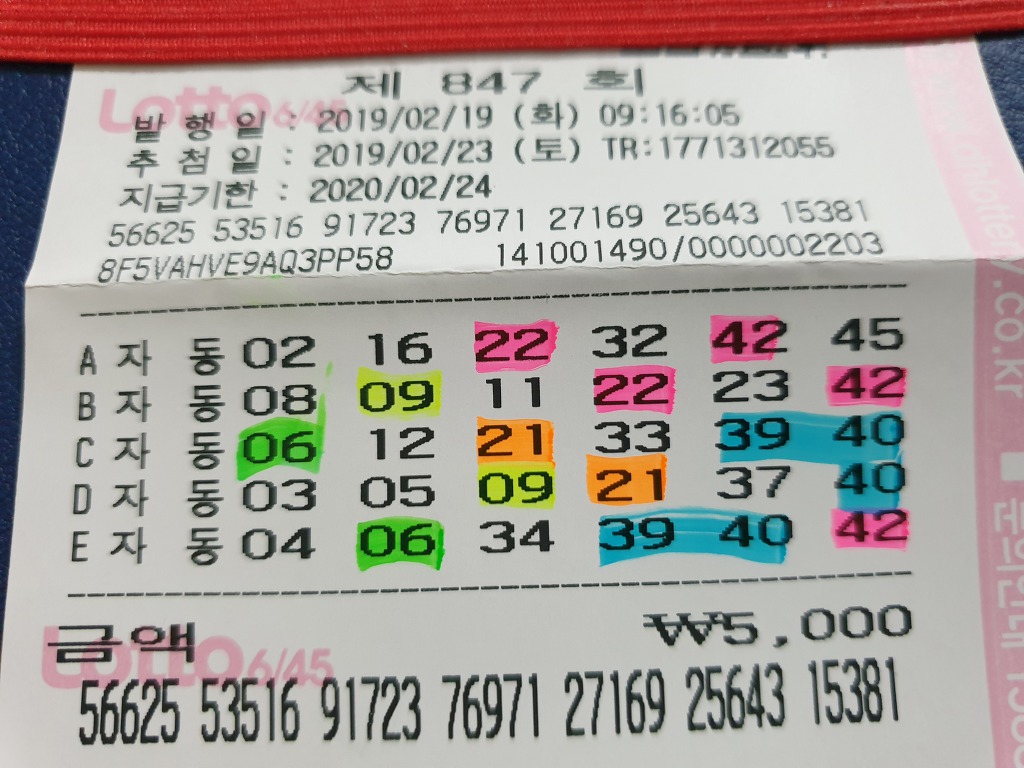 제 847 회
Lotto 6/45
발 행 일 : 2019/02/19 (화) 09:16:05
추 첨 일 : 2019/02/23 (토) TR:1771312055
지급기한 : 2020/02/24
56625 53516 91723 76971 27169 25643 15381
8F5VAHVE9AQ3PP58 141001490/0000002203
A 자 동 02 16 22 32 42 45
B 자 동 08 09 11 22 23 42
C 자 동 06 12 21 33 39 40
D 자 동 03 05 09 21 37 40
E 자 동 04 06 34 39 40 42
금액 ₩5,000
Lotto 6/45
56625 53516 91723 76971 27169 25643 15381